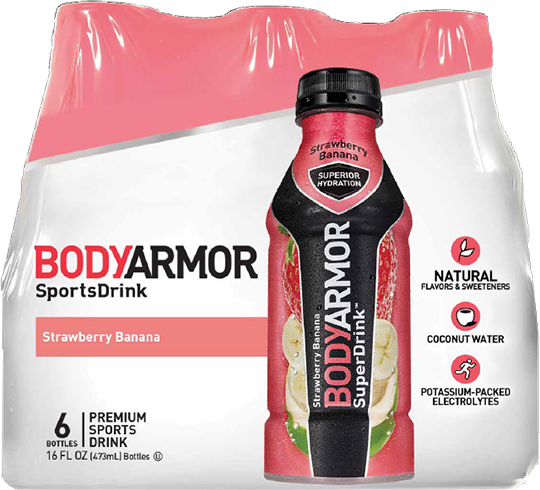 BODYARMOR
SportsDrink
Strawberry Banana
6
BOTTLES
PREMIUM
SPORTS
DRINK
16 FL OZ (473mL) Bottles Ⓤ
Strawberry
Banana
SUPERIOR
HYDRATION
Strawberry Banana
BODYARMOR
SuperDrink™
NATURAL
FLAVORS & SWEETENERS
COCONUT WATER
POTASSIUM-PACKED
ELECTROLYTES